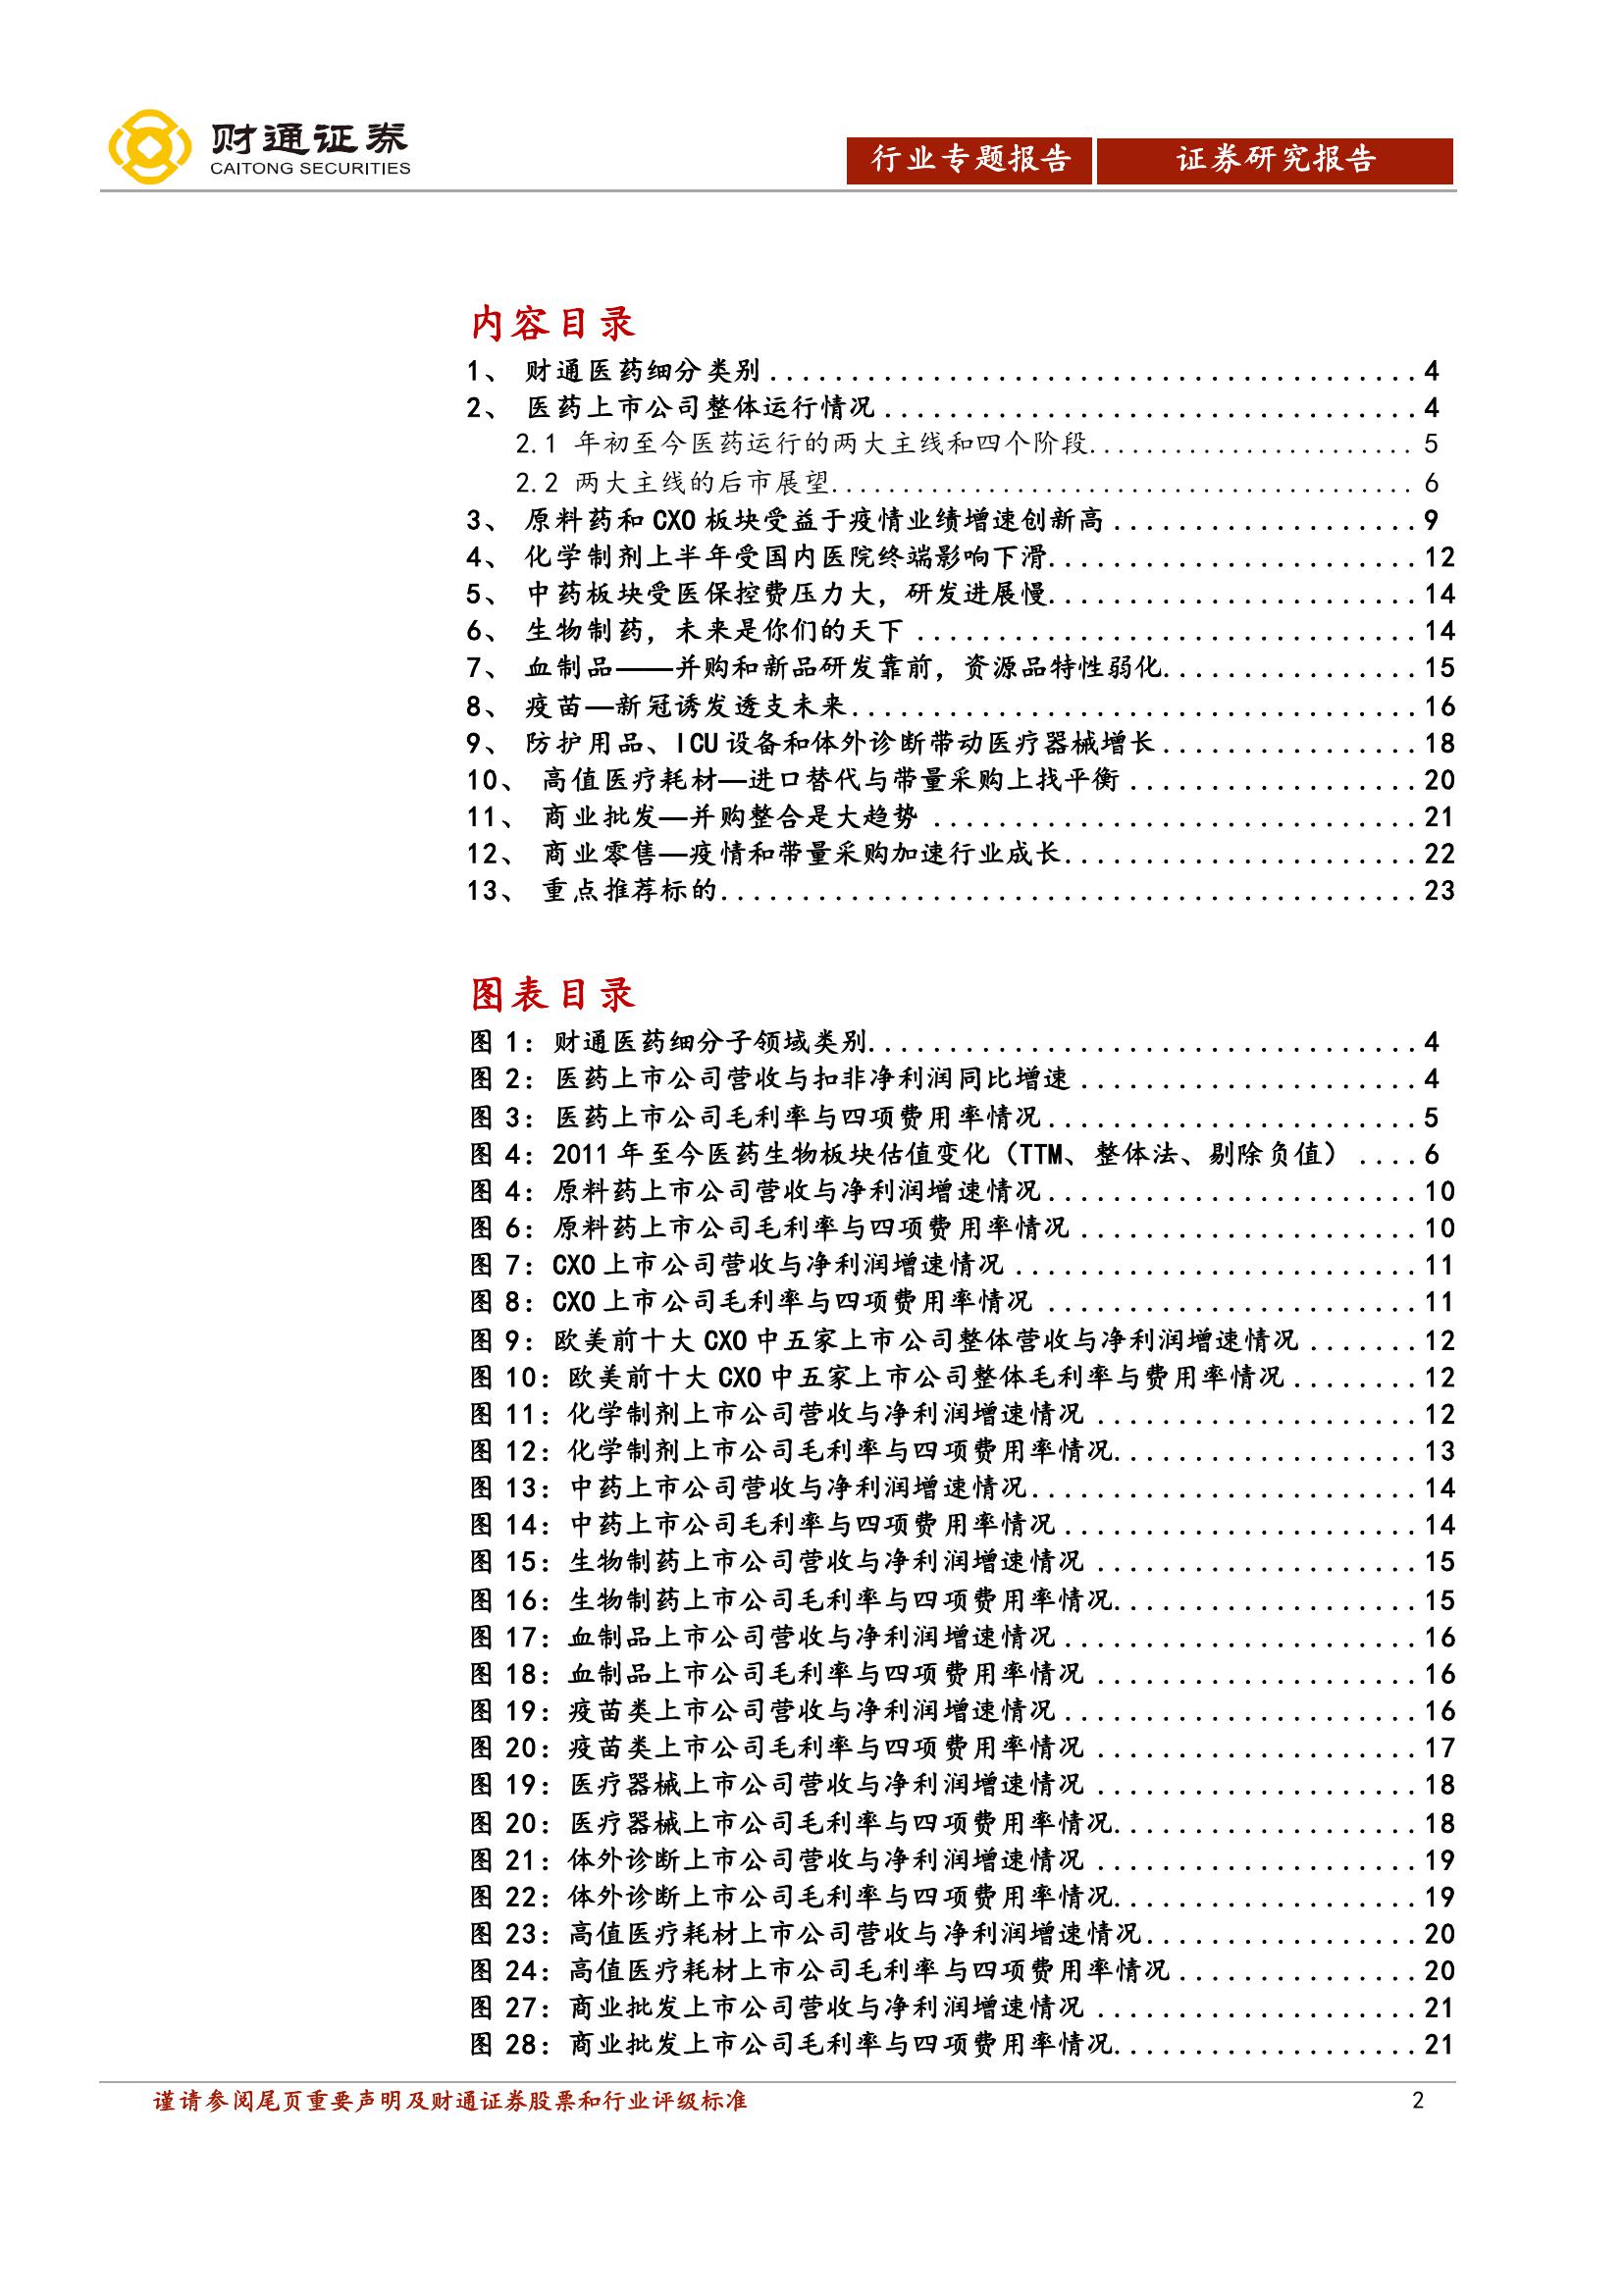 财通证券
CAITONG SECURITIES
行业专题报告 证券研究报告
内容目录
1、 财通医药细分类别........................................4
2、 医药上市公司整体运行情况.................................4
2.1 年初至今医药运行的两大主线和四个阶段....................... 5
2.2 两大主线的后市展望......................................... 6
3、 原料药和 CXO 板块受益于疫情业绩增速创新高...................9
4、 化学制剂上半年受国内医院终端影响下滑.......................12
5、 中药板块受医保控费压力大，研发进展慢.......................14
6、 生物制药，未来是你们的天下...............................14
7、 血制品——并购和新品研发靠前，资源品特性弱化................15
8、 疫苗—新冠诱发透支未来...................................16
9、 防护用品、ICU 设备和体外诊断带动医疗器械增长................18
10、 高值医疗耗材—进口替代与带量采购上找平衡..................20
11、 商业批发—并购整合是大趋势..............................21
12、 商业零售—疫情和带量采购加速行业成长......................22
13、 重点推荐标的...........................................23
图表目录
图 1：财通医药细分子领域类别..................................4
图 2：医药上市公司营收与扣非净利润同比增速.....................4
图 3：医药上市公司毛利率与四项费用率情况.......................5
图 4：2011 年至今医药生物板块估值变化（TTM、整体法、剔除负值）....6
图 4：原料药上市公司营收与净利润增速情况.......................10
图 6：原料药上市公司毛利率与四项费用率情况.....................10
图 7：CXO 上市公司营收与净利润增速情况.........................11
图 8：CXO 上市公司毛利率与四项费用率情况.......................11
图 9：欧美前十大 CXO 中五家上市公司整体营收与净利润增速情况.......12
图 10：欧美前十大 CXO 中五家上市公司整体毛利率与费用率情况........12
图 11：化学制剂上市公司营收与净利润增速情况....................12
图 12：化学制剂上市公司毛利率与四项费用率情况...................13
图 13：中药上市公司营收与净利润增速情况........................14
图 14：中药上市公司毛利率与四项费用率情况......................14
图 15：生物制药上市公司营收与净利润增速情况....................15
图 16：生物制药上市公司毛利率与四项费用率情况...................15
图 17：血制品上市公司营收与净利润增速情况......................16
图 18：血制品上市公司毛利率与四项费用率情况....................16
图 19：疫苗类上市公司营收与净利润增速情况......................16
图 20：疫苗类上市公司毛利率与四项费用率情况....................17
图 19：医疗器械上市公司营收与净利润增速情况....................18
图 20：医疗器械上市公司毛利率与四项费用率情况...................18
图 21：体外诊断上市公司营收与净利润增速情况....................19
图 22：体外诊断上市公司毛利率与四项费用率情况...................19
图 23：高值医疗耗材上市公司营收与净利润增速情况.................20
图 24：高值医疗耗材上市公司毛利率与四项费用率情况...............20
图 27：商业批发上市公司营收与净利润增速情况....................21
图 28：商业批发上市公司毛利率与四项费用率情况...................21
谨请参阅尾页重要声明及财通证券股票和行业评级标准 2